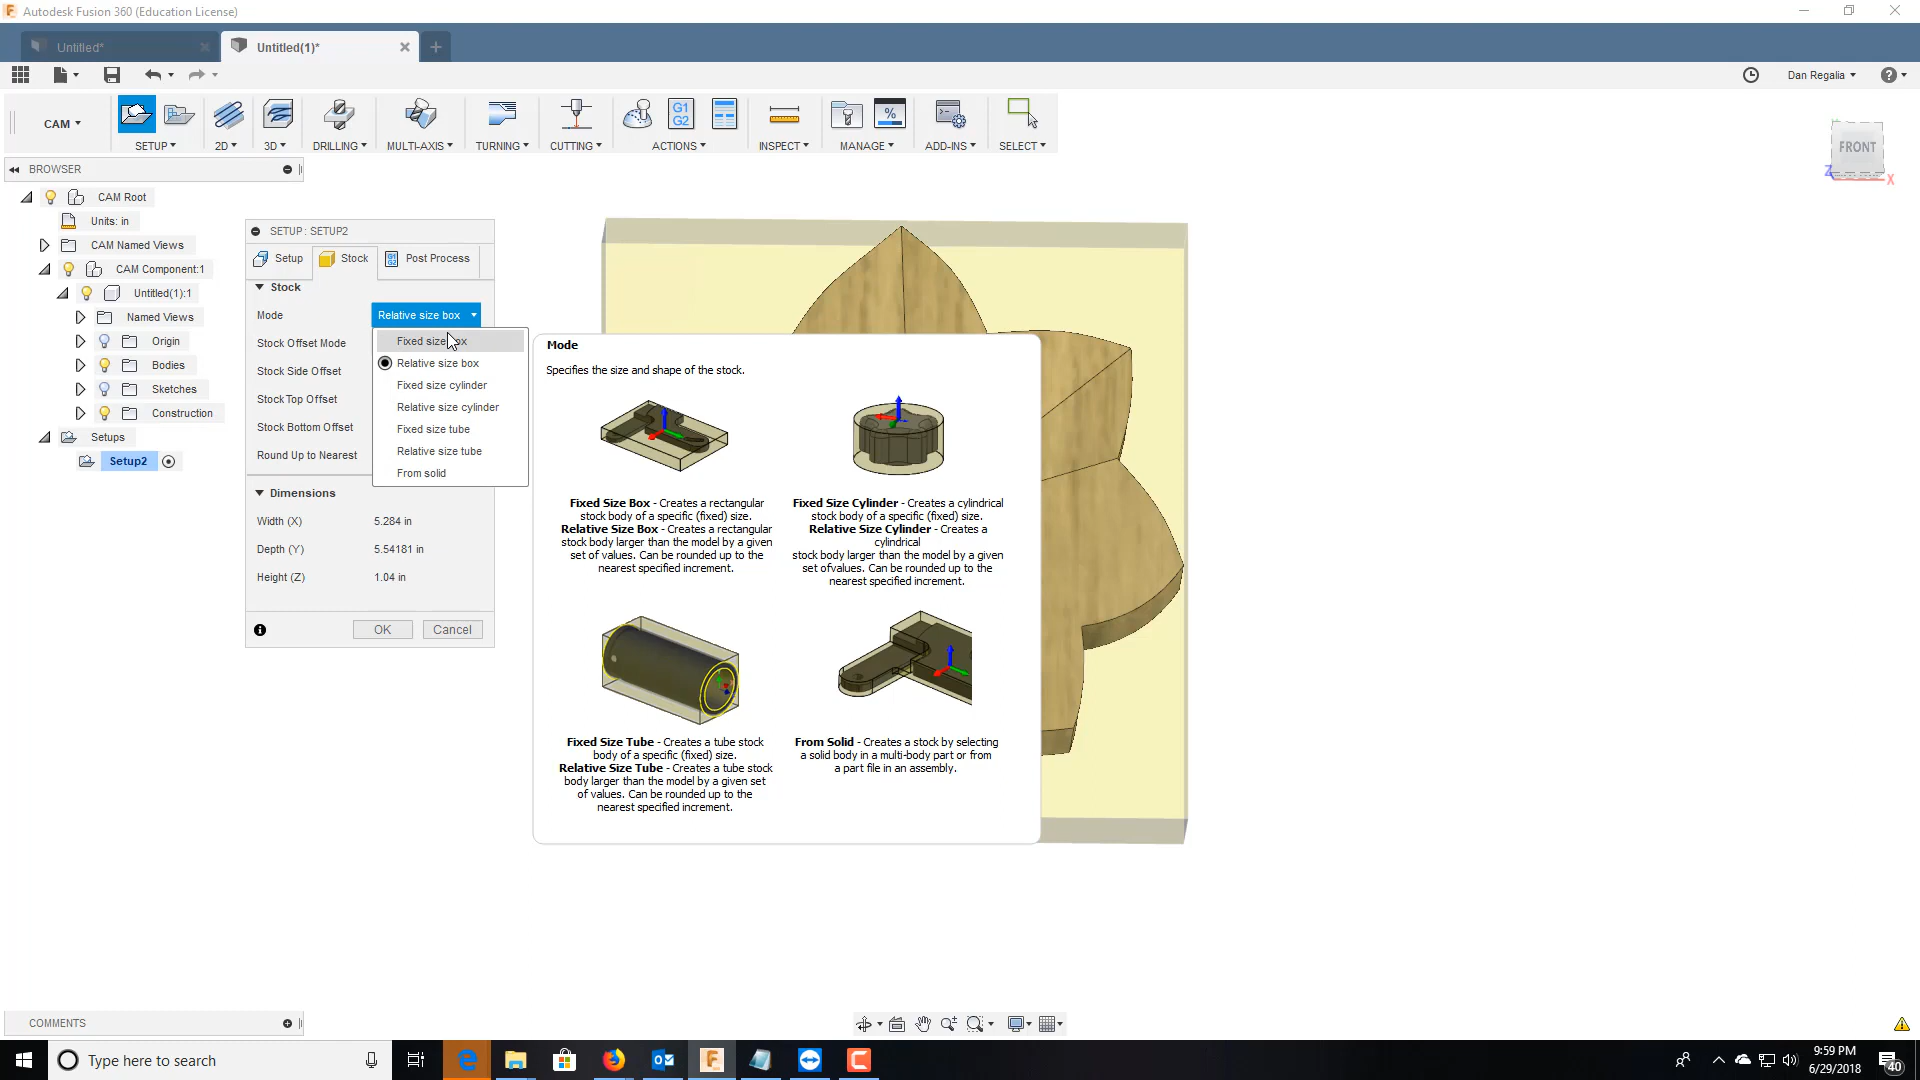 Autodesk Fusion 360 (Education License)
Untitled*
Untitled(1)*
Dan Regalia
CAM
SETUP
2D
3D
DRILLING
MULTI-AXIS
TURNING
CUTTING
G1
G2
ACTIONS
INSPECT
%
MANAGE
ADD-INS
SELECT
FRONT
Z
X
BROWSER
CAM Root
Units: in
CAM Named Views
CAM Component:1
Untitled(1):1
Named Views
Origin
Bodies
Sketches
Construction
Setups
Setup2
SETUP : SETUP2
Setup
Stock
Post Process
Stock
Mode
Relative size box
Stock Offset Mode
Stock Side Offset
Stock Top Offset
Stock Bottom Offset
Round Up to Nearest
Fixed size box
Relative size box
Fixed size cylinder
Relative size cylinder
Fixed size tube
Relative size tube
From solid
Dimensions
Width (X) 5.284 in
Depth (Y) 5.54181 in
Height (Z) 1.04 in
OK
Cancel
Mode
Specifies the size and shape of the stock.
Fixed Size Box - Creates a rectangular
stock body of a specific (fixed) size.
Relative Size Box - Creates a rectangular
stock body larger than the model by a given
set of values. Can be rounded up to the
nearest specified increment.
Fixed Size Cylinder - Creates a cylindrical
stock body of a specific (fixed) size.
Relative Size Cylinder - Creates a
cylindrical
stock body larger than the model by a given
set ofvalues. Can be rounded up to the
nearest specified increment.
Fixed Size Tube - Creates a tube stock
body of a specific (fixed) size.
Relative Size Tube - Creates a tube stock
body larger than the model by a given set
of values. Can be rounded up to the
nearest specified increment.
From Solid - Creates a stock by selecting
a solid body in a multi-body part or from
a part file in an assembly.
COMMENTS
Type here to search
9:59 PM
6/29/2018
40